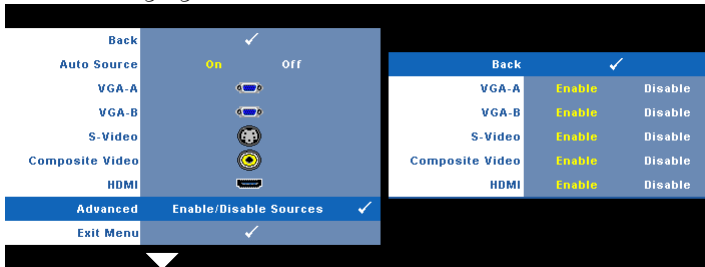 Back
Auto Source On Off
VGA-A
VGA-B
S-Video
Composite Video
HDMI
Advanced Enable/Disable Sources
Exit Menu
Back
VGA-A Enable Disable
VGA-B Enable Disable
S-Video Enable Disable
Composite Video Enable Disable
HDMI Enable Disable